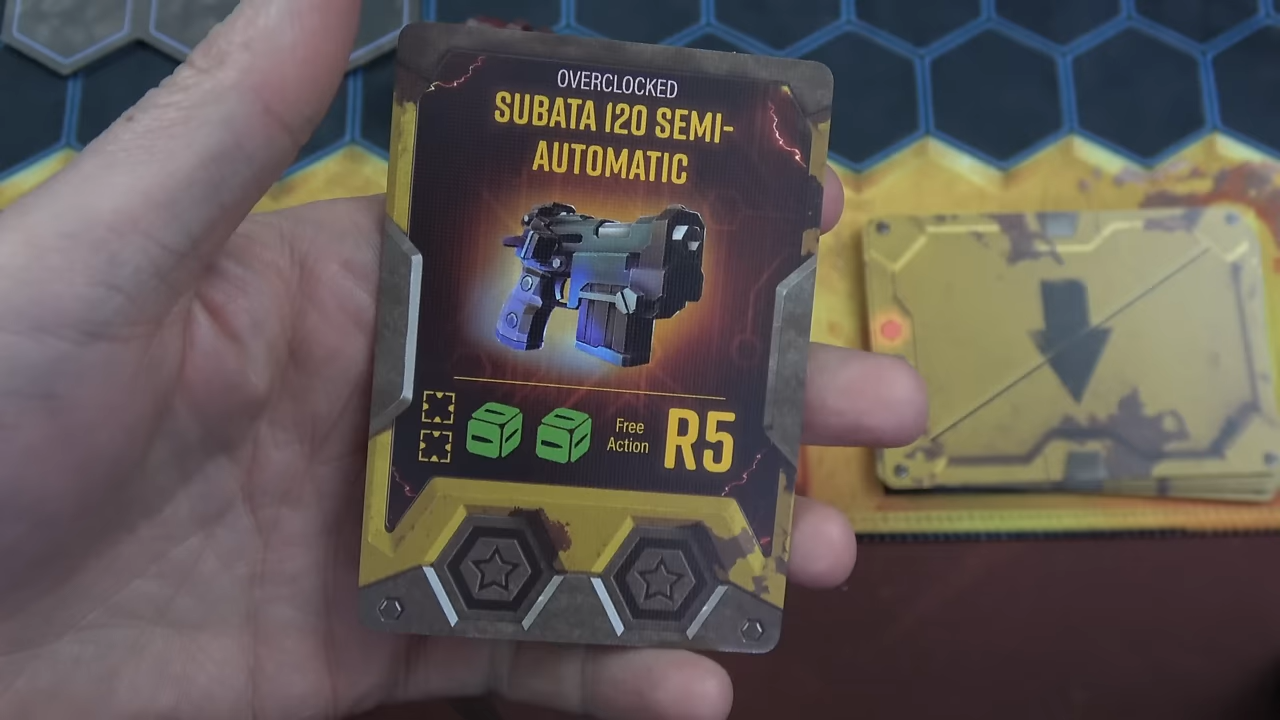 OVERCLOCKED
SUBATA 120 SEMI-
AUTOMATIC
Free
Action
R5